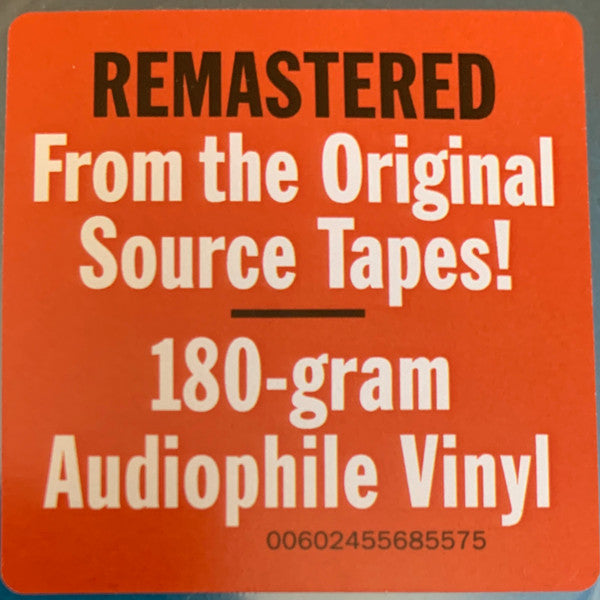 REMASTERED
From the Original
Source Tapes!
180-gram
Audiophile Vinyl
00602455685575